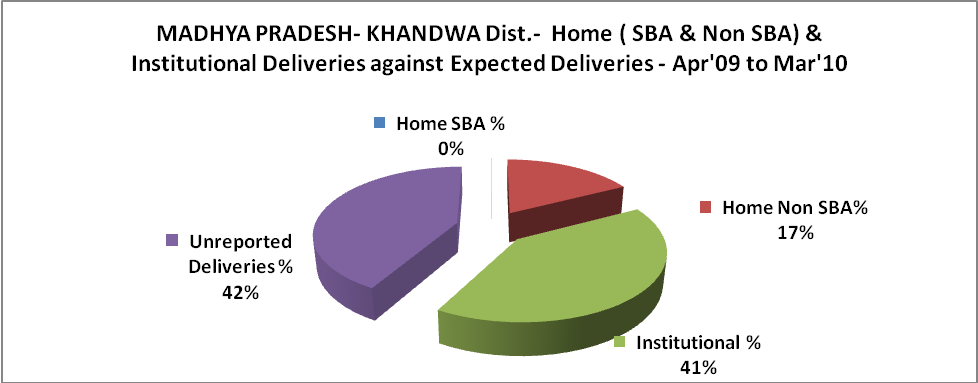 MADHYA PRADESH- KHANDWA Dist.- Home ( SBA & Non SBA) &
Institutional Deliveries against Expected Deliveries - Apr'09 to Mar'10
Home SBA %
0%
Home Non SBA%
17%
Unreported
Deliveries %
42%
Institutional %
41%